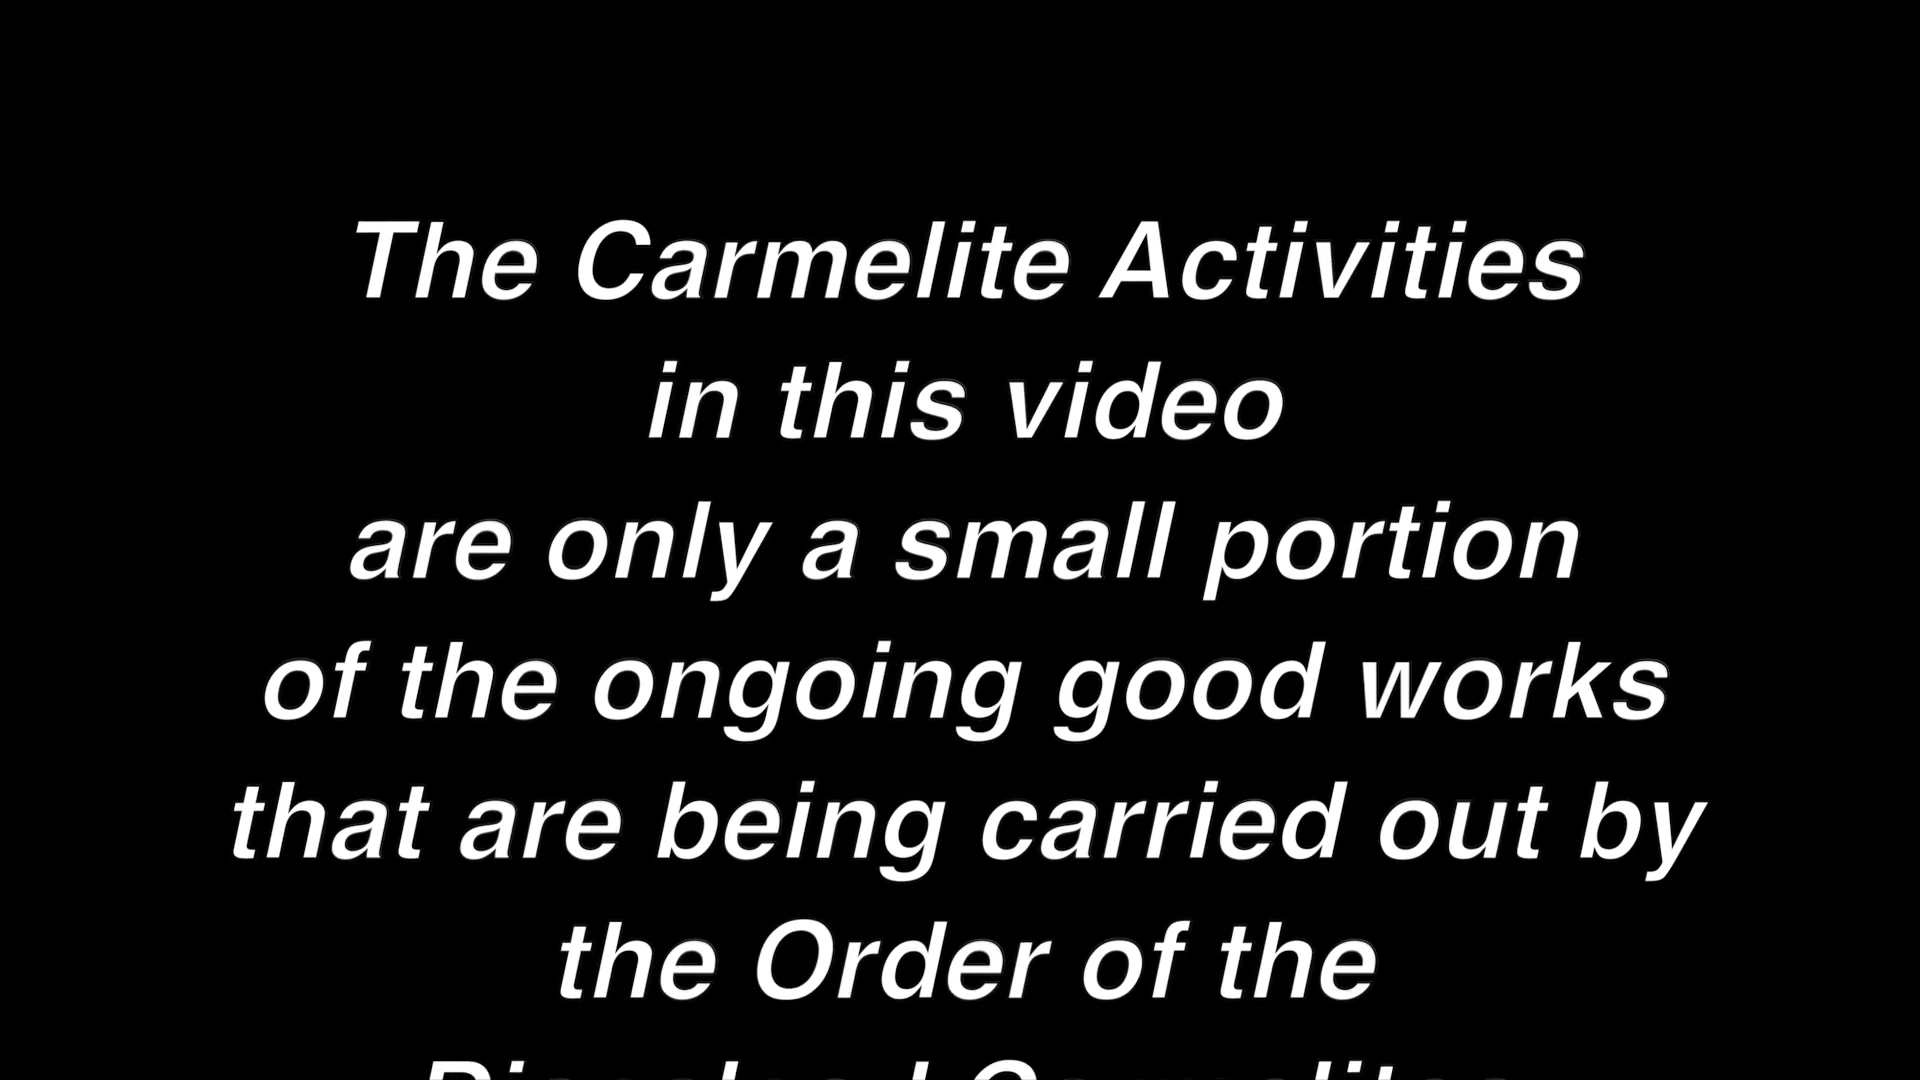 The Carmelite Activities
in this video
are only a small portion
of the ongoing good works
that are being carried out by
the Order of the